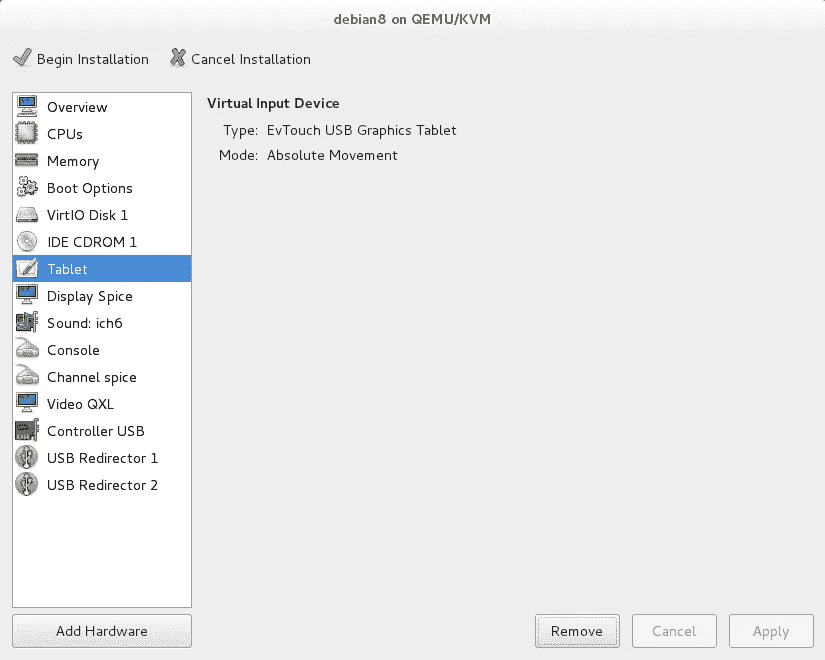 debian8 on QEMU/KVM
Begin Installation Cancel Installation
Overview
CPUs
Memory
Boot Options
VirtIO Disk 1
IDE CDROM 1
Tablet
Display Spice
Sound: ich6
Console
Channel spice
Video QXL
Controller USB
USB Redirector 1
USB Redirector 2
Add Hardware
Virtual Input Device
Type: EvTouch USB Graphics Tablet
Mode: Absolute Movement
Remove Cancel Apply